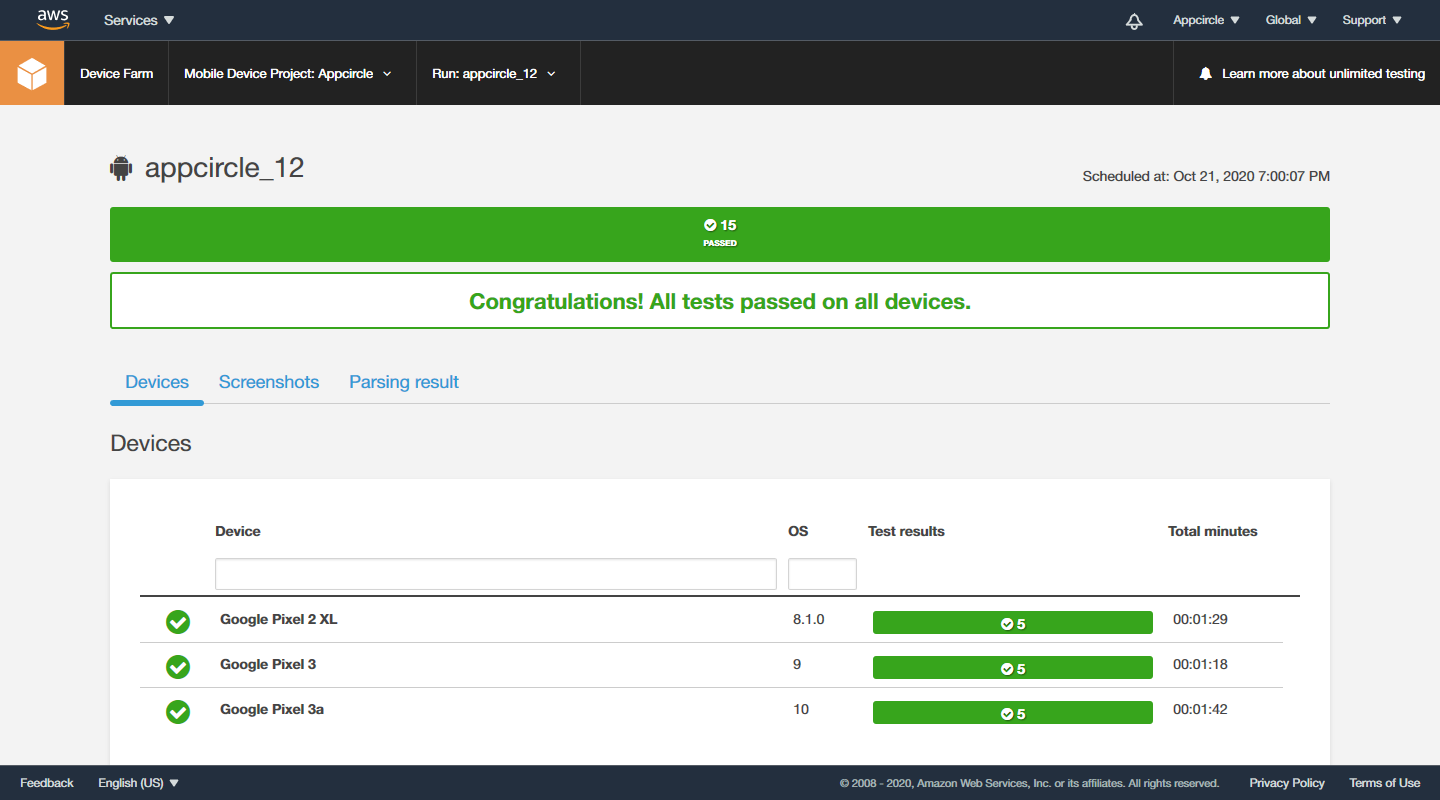 aws Services Appcircle Global Support
Device Farm Mobile Device Project: Appcircle Run: appcircle_12 Learn more about unlimited testing
appcircle_12
Scheduled at: Oct 21, 2020 7:00:07 PM
15
PASSED
Congratulations! All tests passed on all devices.
Devices Screenshots Parsing result
Devices
Device OS Test results Total minutes
Google Pixel 2 XL 8.1.0 5 00:01:29
Google Pixel 3 9 5 00:01:18
Google Pixel 3a 10 5 00:01:42
Feedback English (US) © 2008 - 2020, Amazon Web Services, Inc. or its affiliates. All rights reserved. Privacy Policy Terms of Use